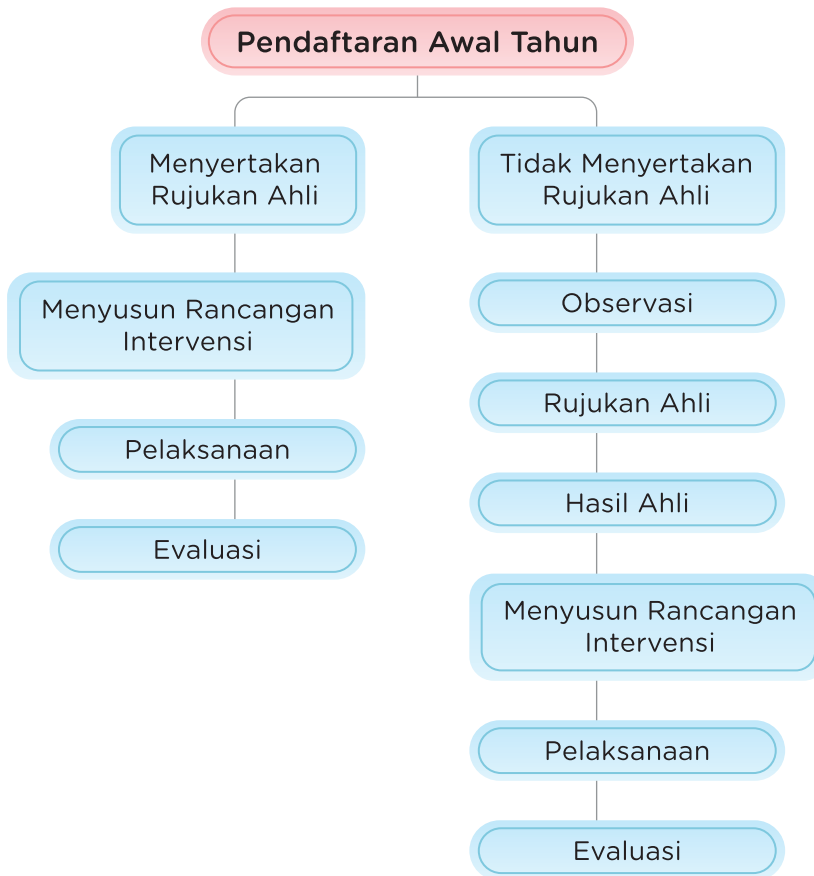 Pendaftaran Awal Tahun
Menyertakan
Rujukan Ahli
Menyusun Rancangan
Intervensi
Pelaksanaan
Evaluasi
Tidak Menyertakan
Rujukan Ahli
Observasi
Rujukan Ahli
Hasil Ahli
Menyusun Rancangan
Intervensi
Pelaksanaan
Evaluasi